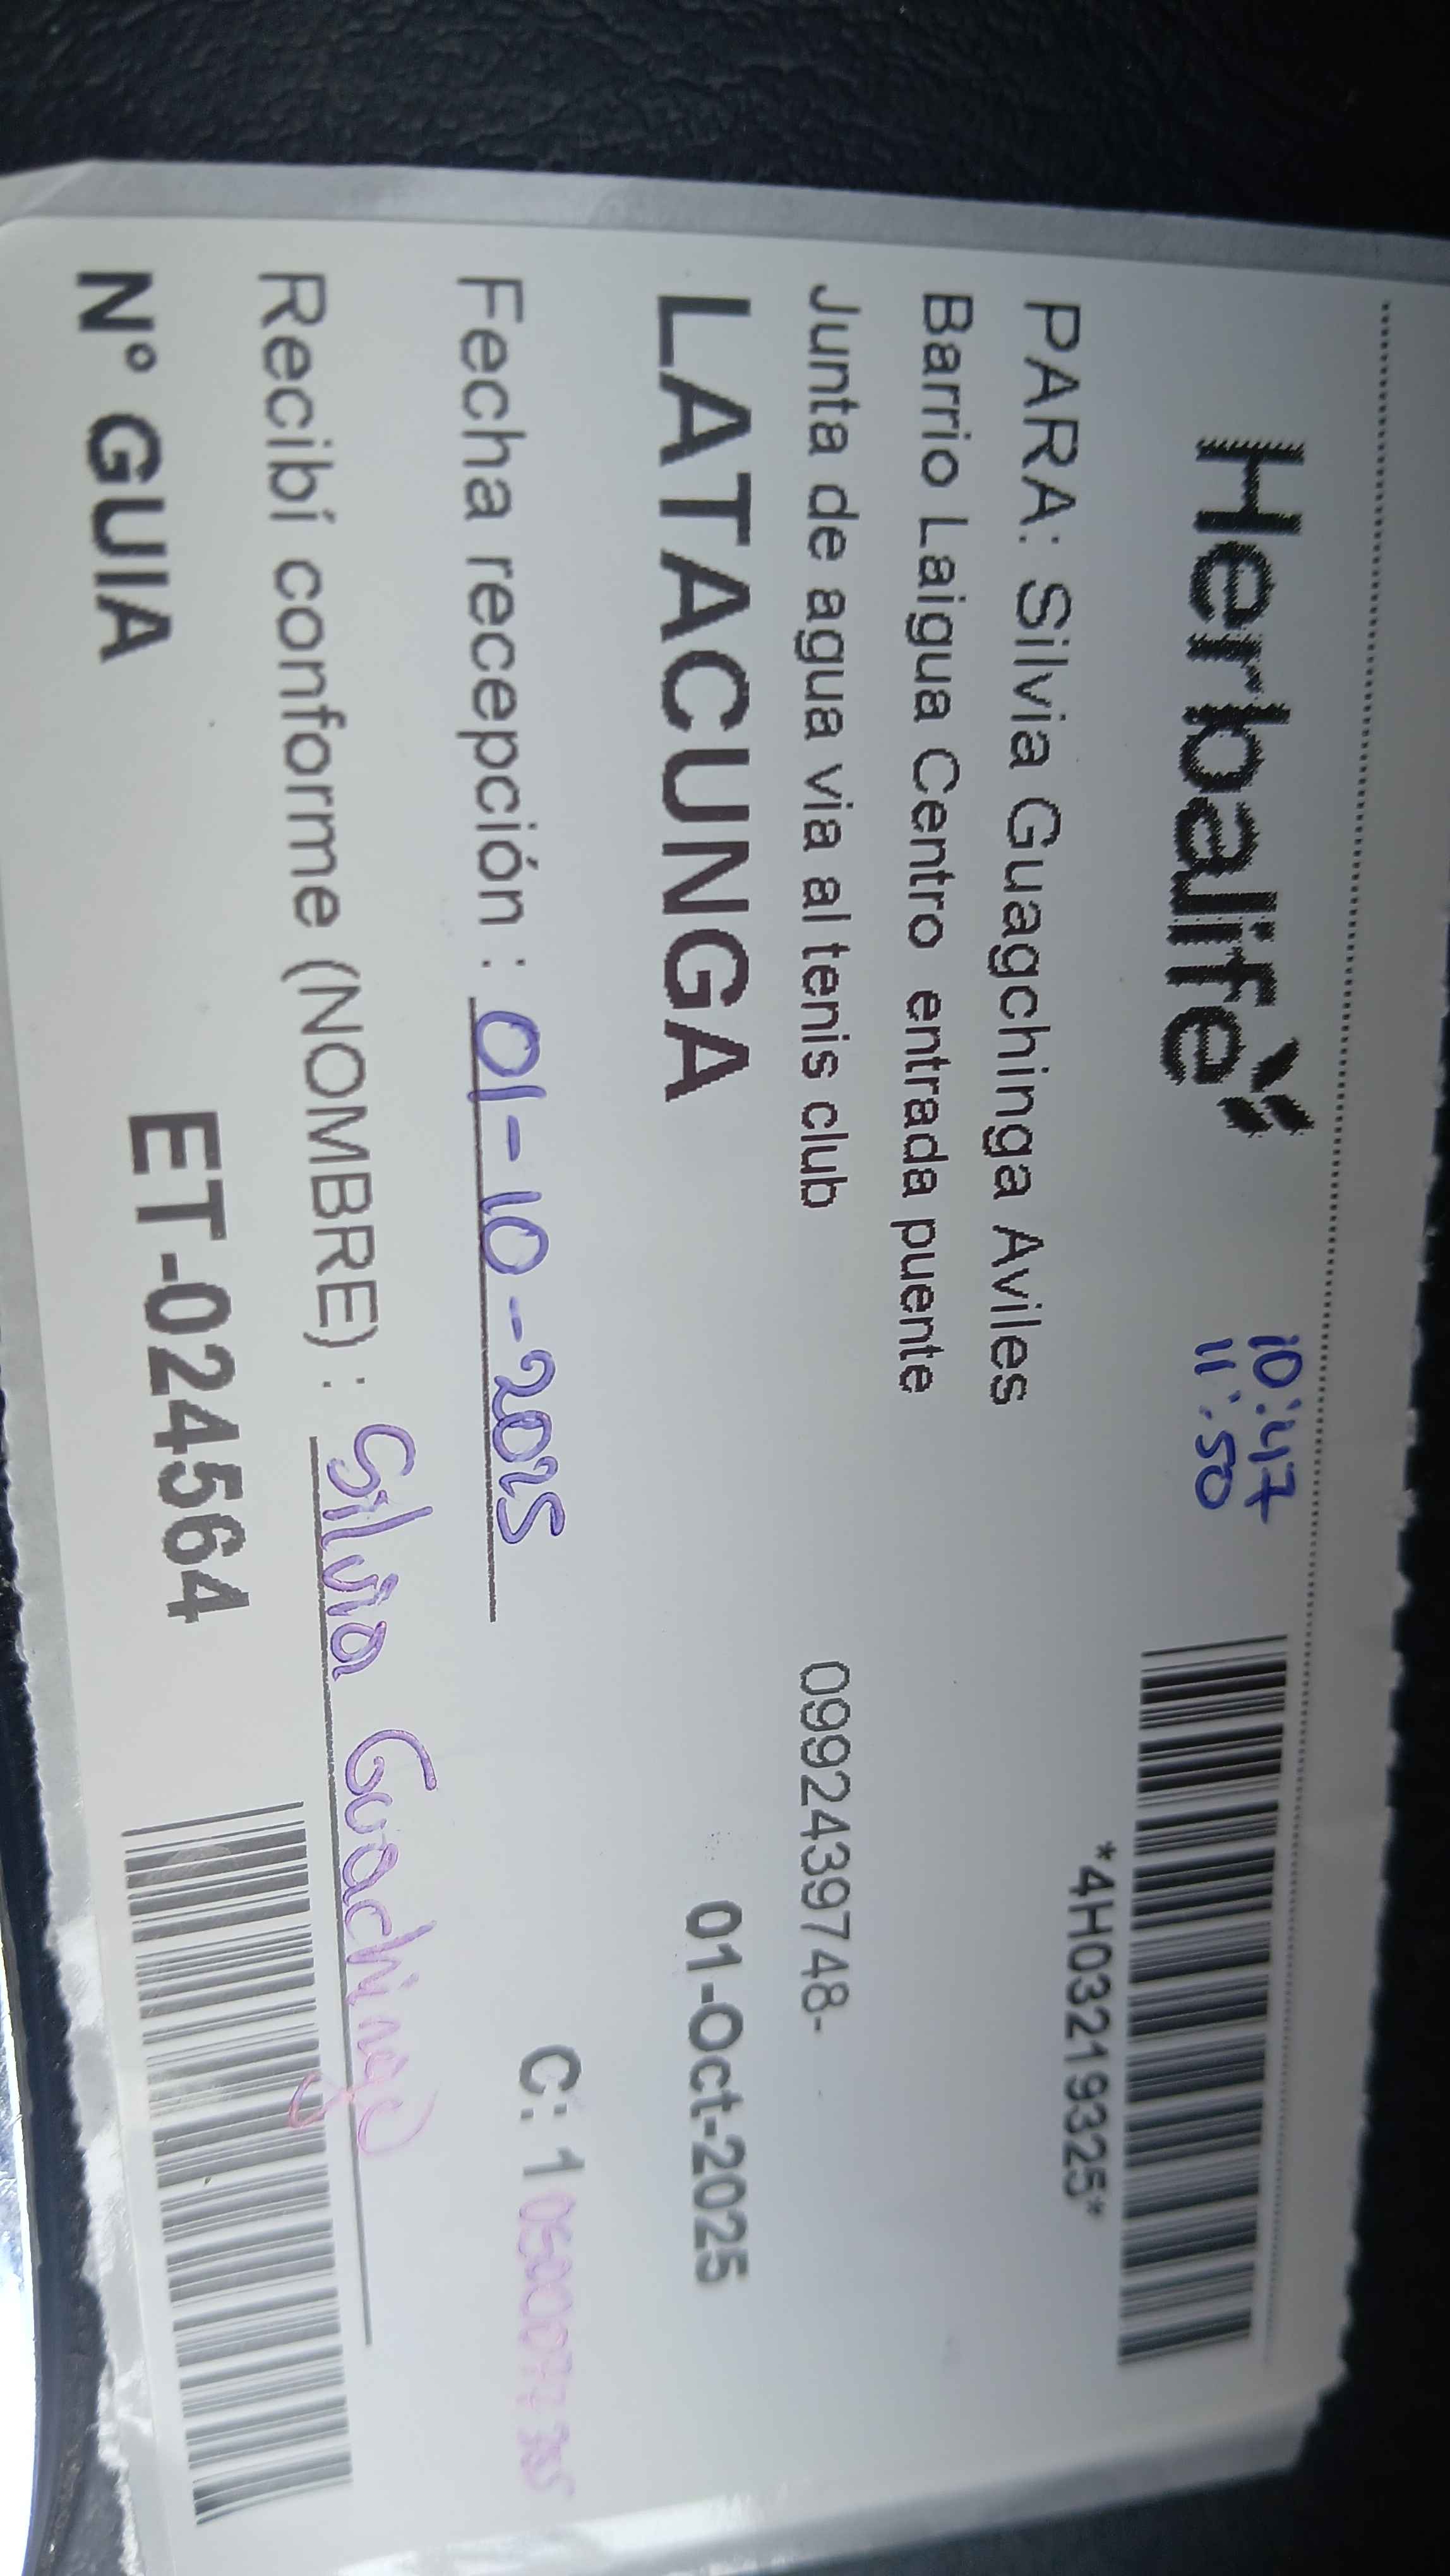 Herbalife
10:47
11:50
*4H03219325*
PARA: Silvia Guagchinga Aviles
Barrio Laigua Centro entrada puente
Junta de agua via al tenis club 0992439748-
LATACUNGA 01-Oct-2025
Fecha recepción : 01-10-2025 C: 1
Recibí conforme (NOMBRE) : Silvia
N° GUIA ET-024564